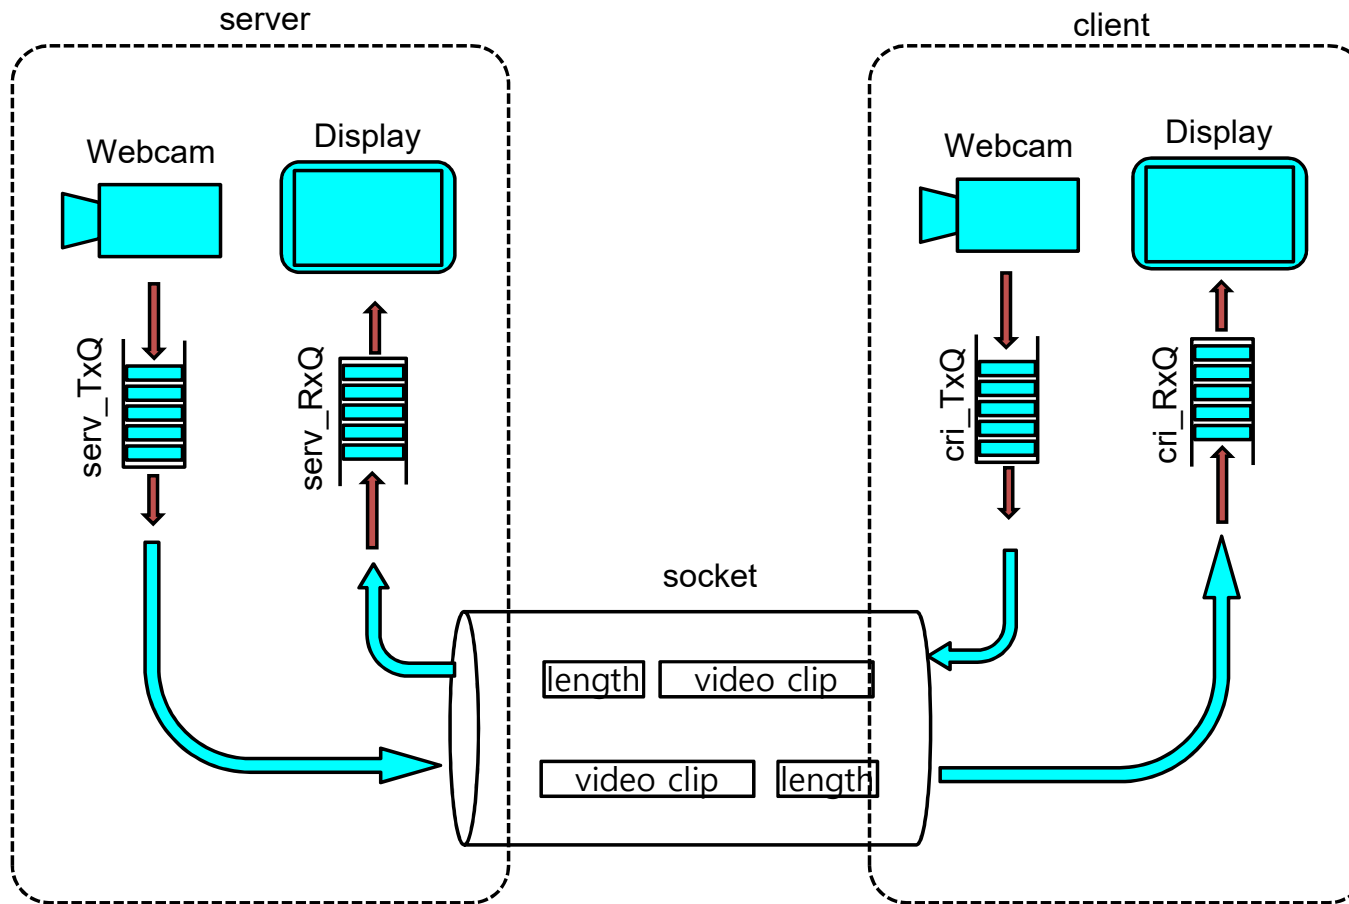 server
client
Webcam
Display
Webcam
Display
serv_TxQ
serv_RxQ
cri_TxQ
cri_RxQ
socket
length
video clip
video clip
length